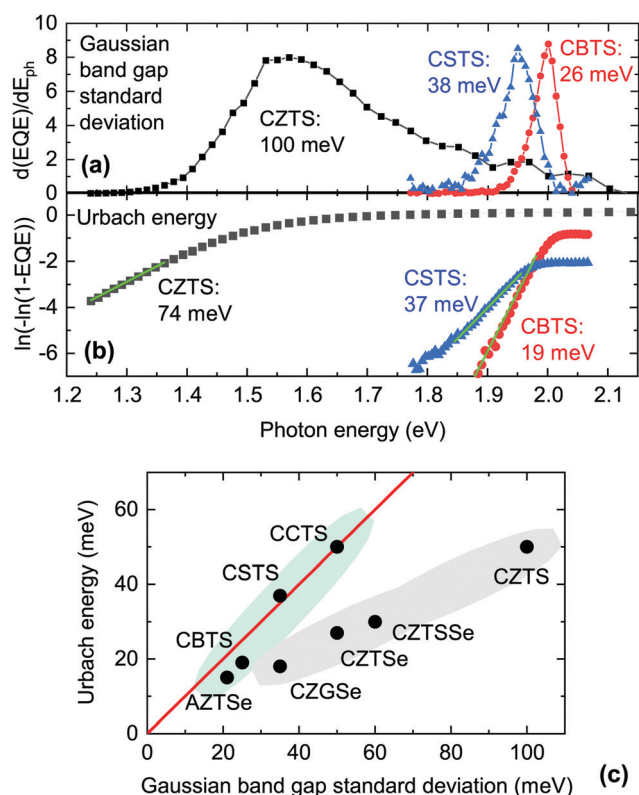 10
8
6
4
2
0
d(EQE)/dE_ph
Gaussian
band gap
standard
deviation
(a)
CZTS:
100 meV
CSTS:
38 meV
CBTS:
26 meV
0
-2
-4
-6
ln(-ln(1-EQE))
Urbach energy
(b)
CZTS:
74 meV
CSTS:
37 meV
CBTS:
19 meV
1.2 1.3 1.4 1.5 1.6 1.7 1.8 1.9 2.0 2.1
Photon energy (eV)
60
40
20
0
Urbach energy (meV)
CCTS
CSTS
CZTS
CBTS
CZTSSe
CZTSe
AZTSe
CZGSe
0 20 40 60 80 100
Gaussian band gap standard deviation (meV)
(c)